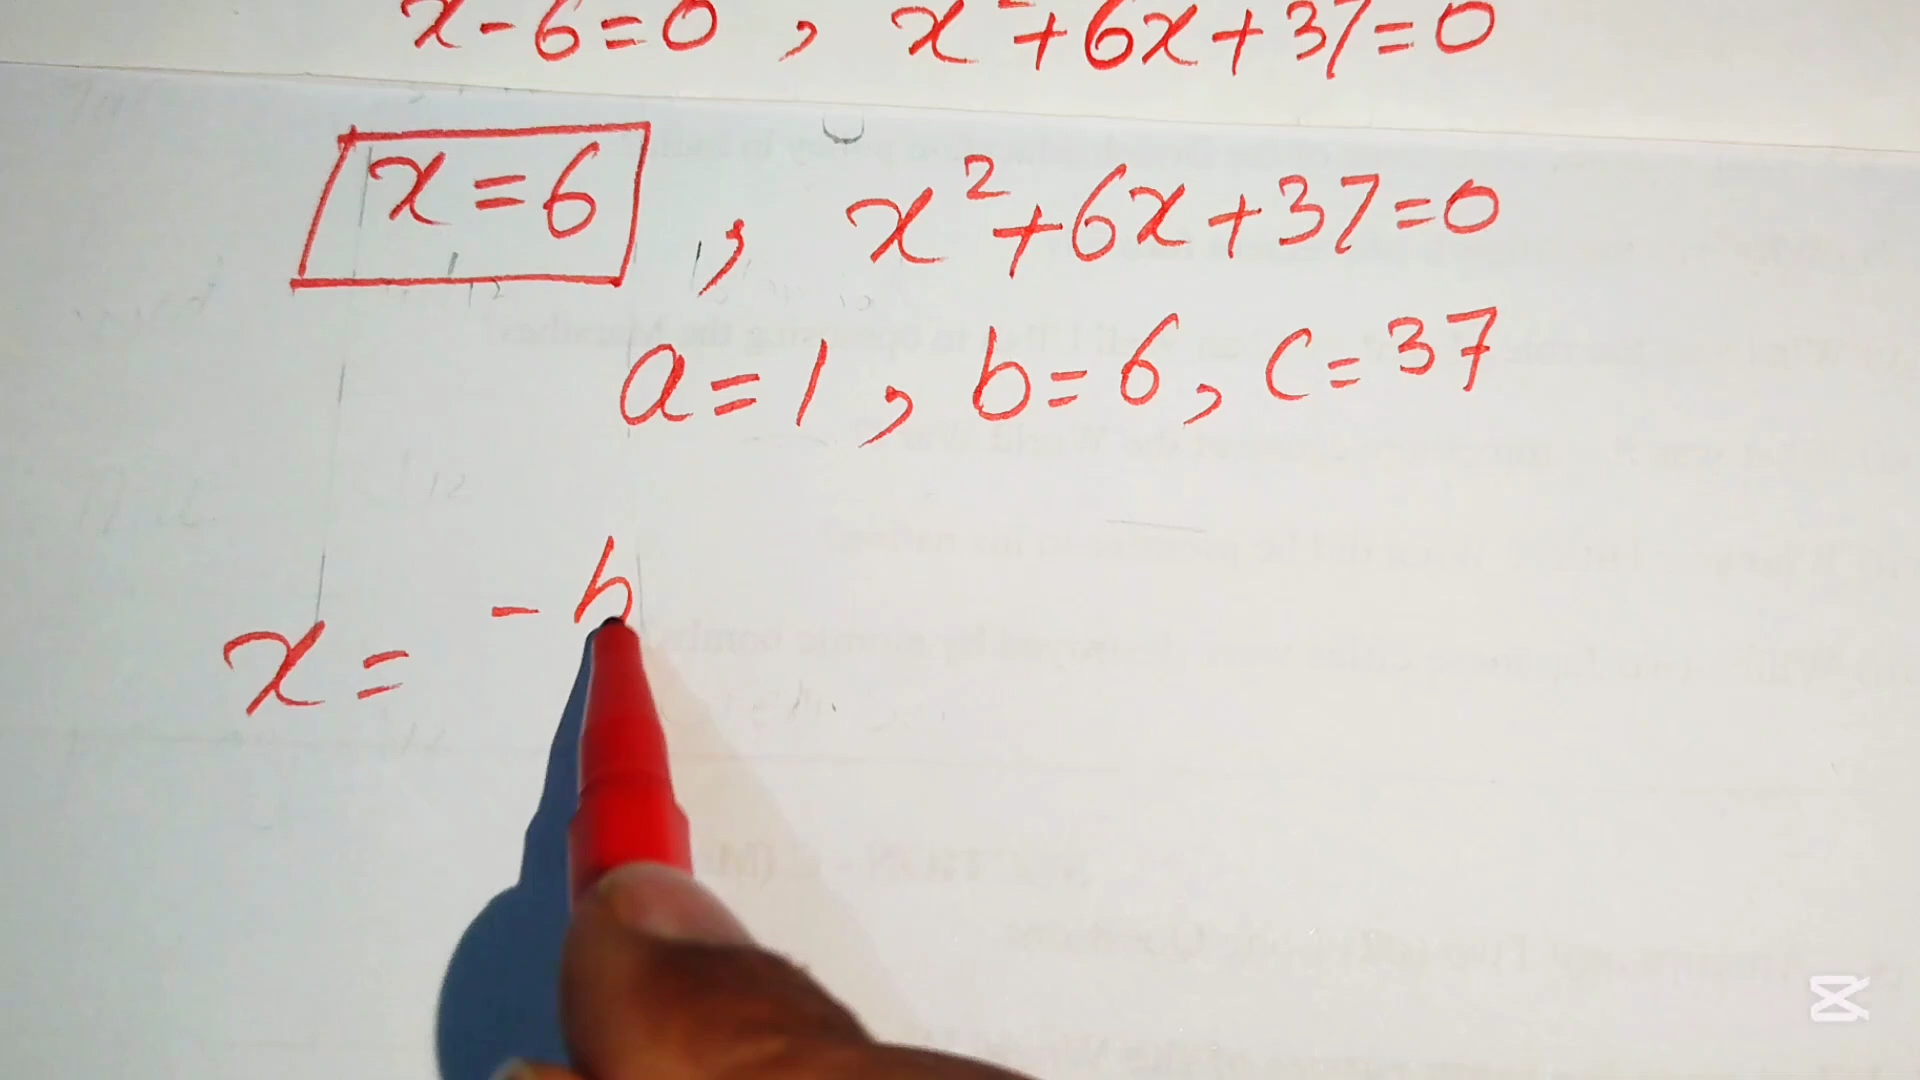 x-6=0 , x²+6x+37=0
x=6 , x²+6x+37=0
a=1 , b=6 , c=37
x= -b